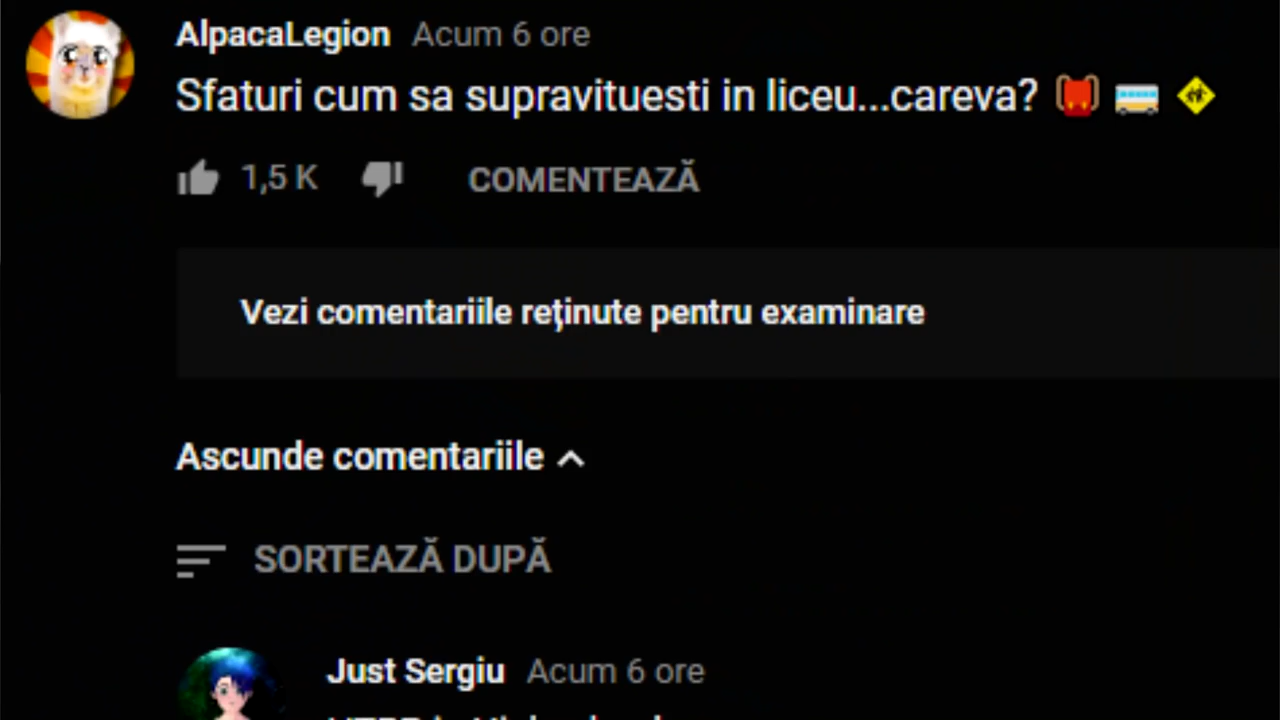 AlpacaLegion Acum 6 ore
Sfaturi cum sa supravituesti in liceu...careva?
1,5 K COMENTEAZĂ
Vezi comentariile reținute pentru examinare
Ascunde comentariile
SORTEAZĂ DUPĂ
Just Sergiu Acum 6 ore